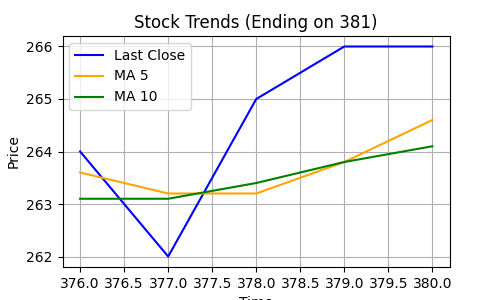 Stock Trends (Ending on 381)
266
265
264
263
262
Price
Last Close
MA 5
MA 10
376.0 376.5 377.0 377.5 378.0 378.5 379.0 379.5 380.0
Time